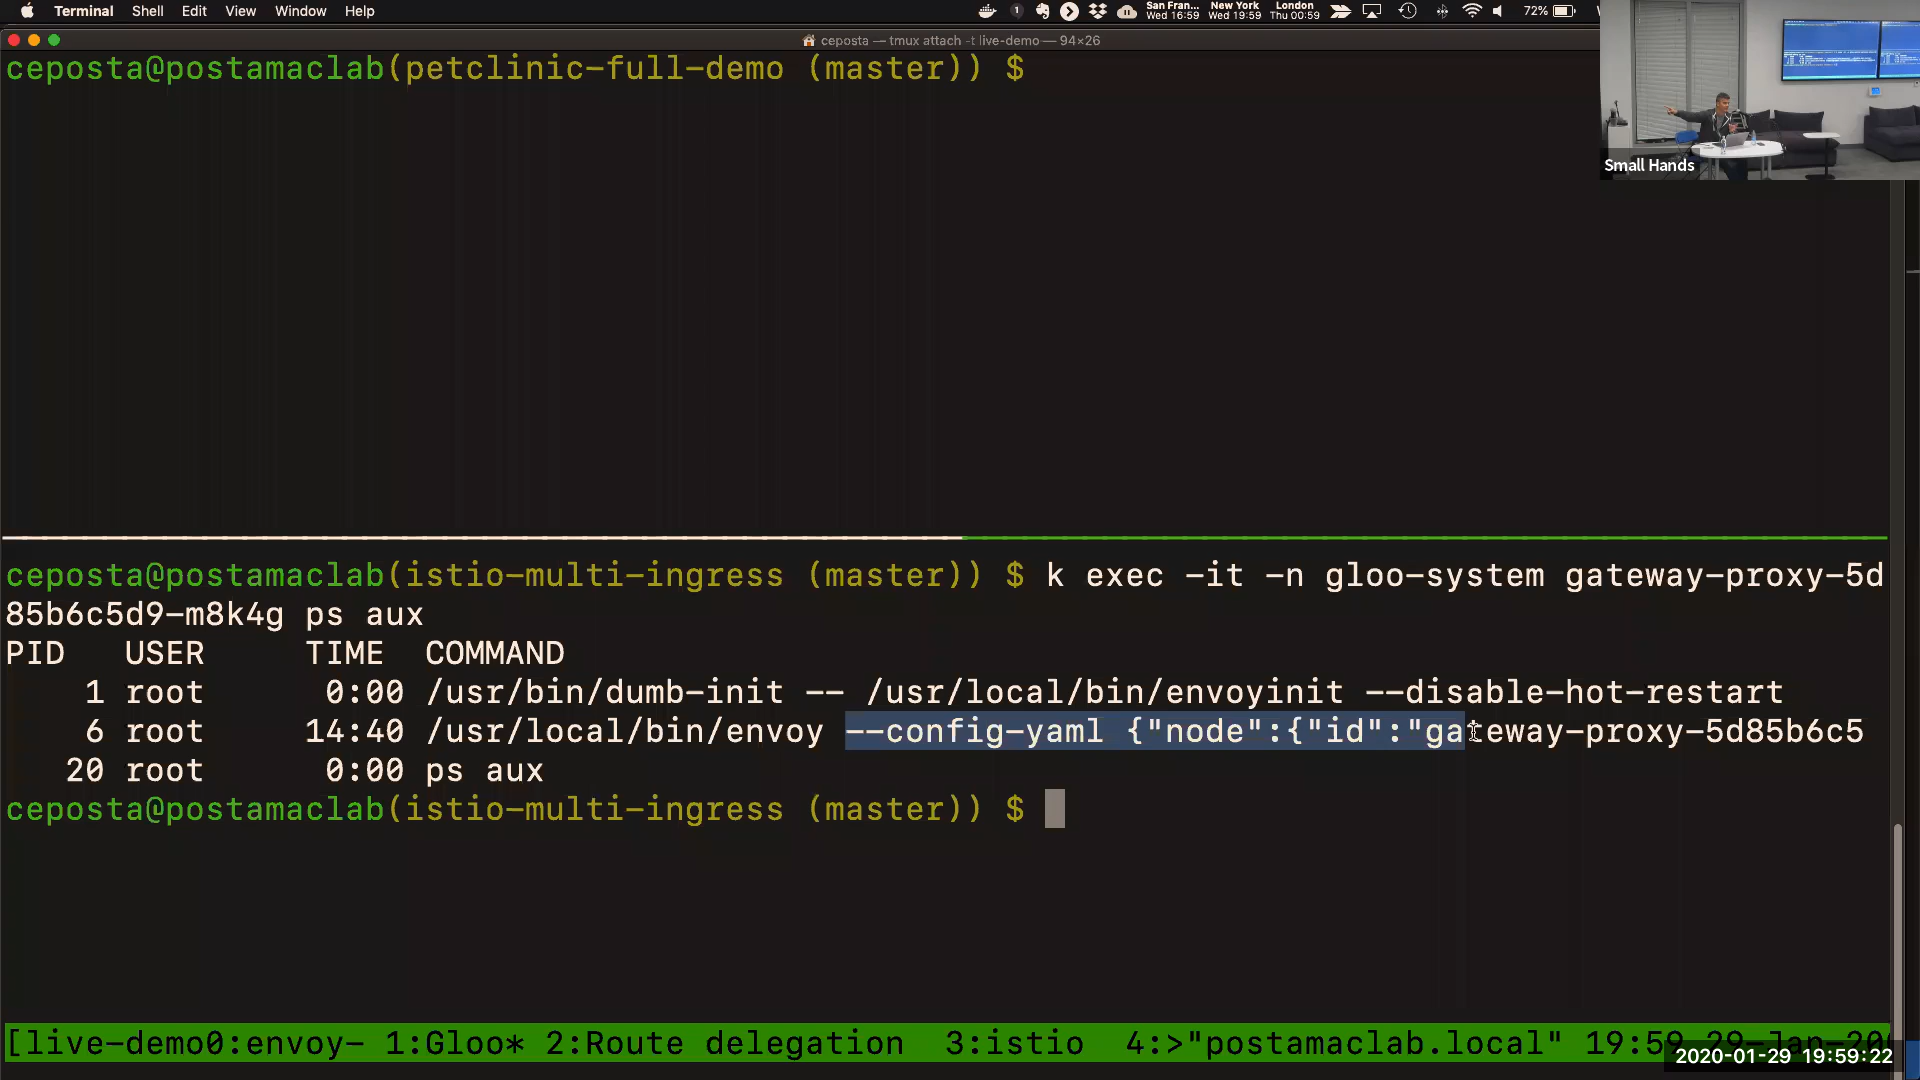 Terminal Shell Edit View Window Help
1
San Fran... New York London
Wed 16:59 Wed 19:59 Thu 00:59
72%
ceposta — tmux attach -t live-demo — 94×26
ceposta@postamaclab(petclinic-full-demo (master)) $
Small Hands
ceposta@postamaclab(istio-multi-ingress (master)) $ k exec -it -n gloo-system gateway-proxy-5d
85b6c5d9-m8k4g ps aux
PID USER TIME COMMAND
1 root 0:00 /usr/bin/dumb-init -- /usr/local/bin/envoyinit --disable-hot-restart
6 root 14:40 /usr/local/bin/envoy --config-yaml {"node":{"id":"gateway-proxy-5d85b6c5
20 root 0:00 ps aux
ceposta@postamaclab(istio-multi-ingress (master)) $
[live-demo0:envoy- 1:Gloo* 2:Route delegation 3:istio 4:>"postamaclab.local" 19:59 29-Jan-20
2020-01-29 19:59:22